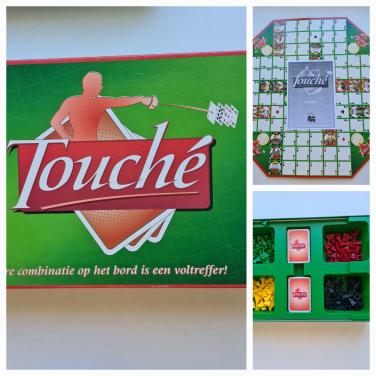 Touché
re combinatie op het bord is een voltreffer!
Touché